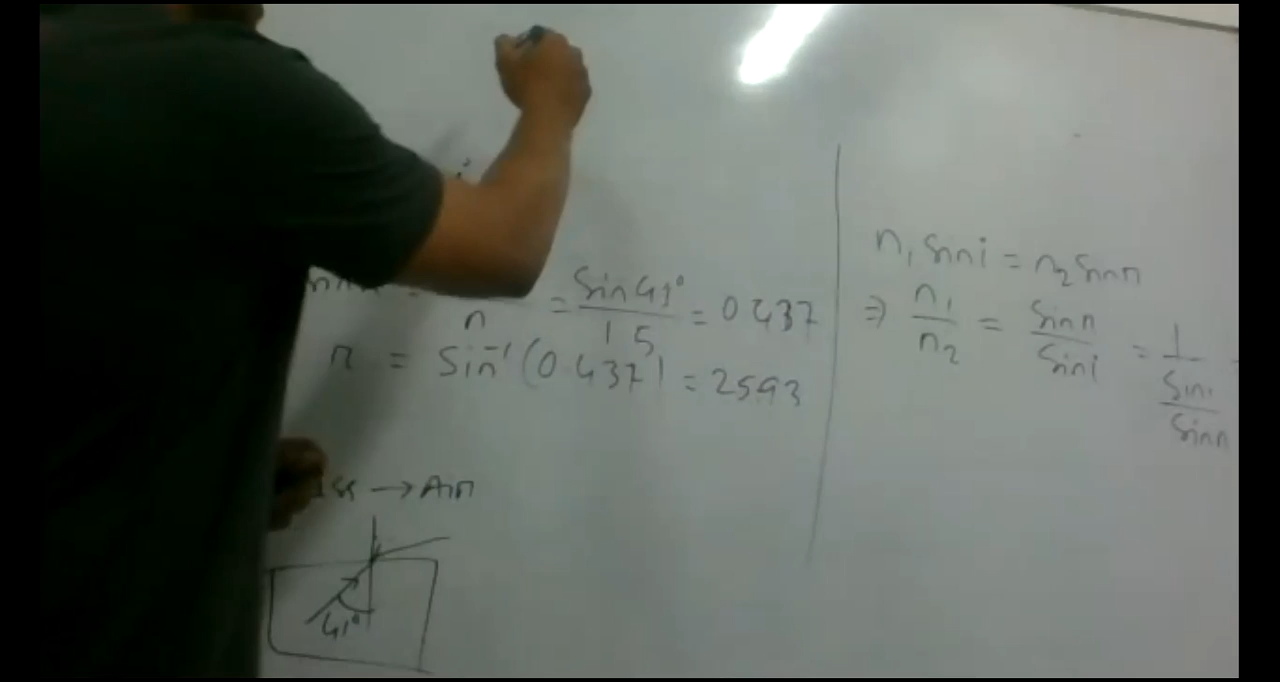 i
n = Sin 41° / 1.5 = 0.437
r = Sin⁻¹(0.437) = 25.93
→ Air
41°
n₁ Sin i = n₂ Sin r
⇒ n₁/n₂ = Sin r / Sin i = 1 / (Sin i / Sin r)